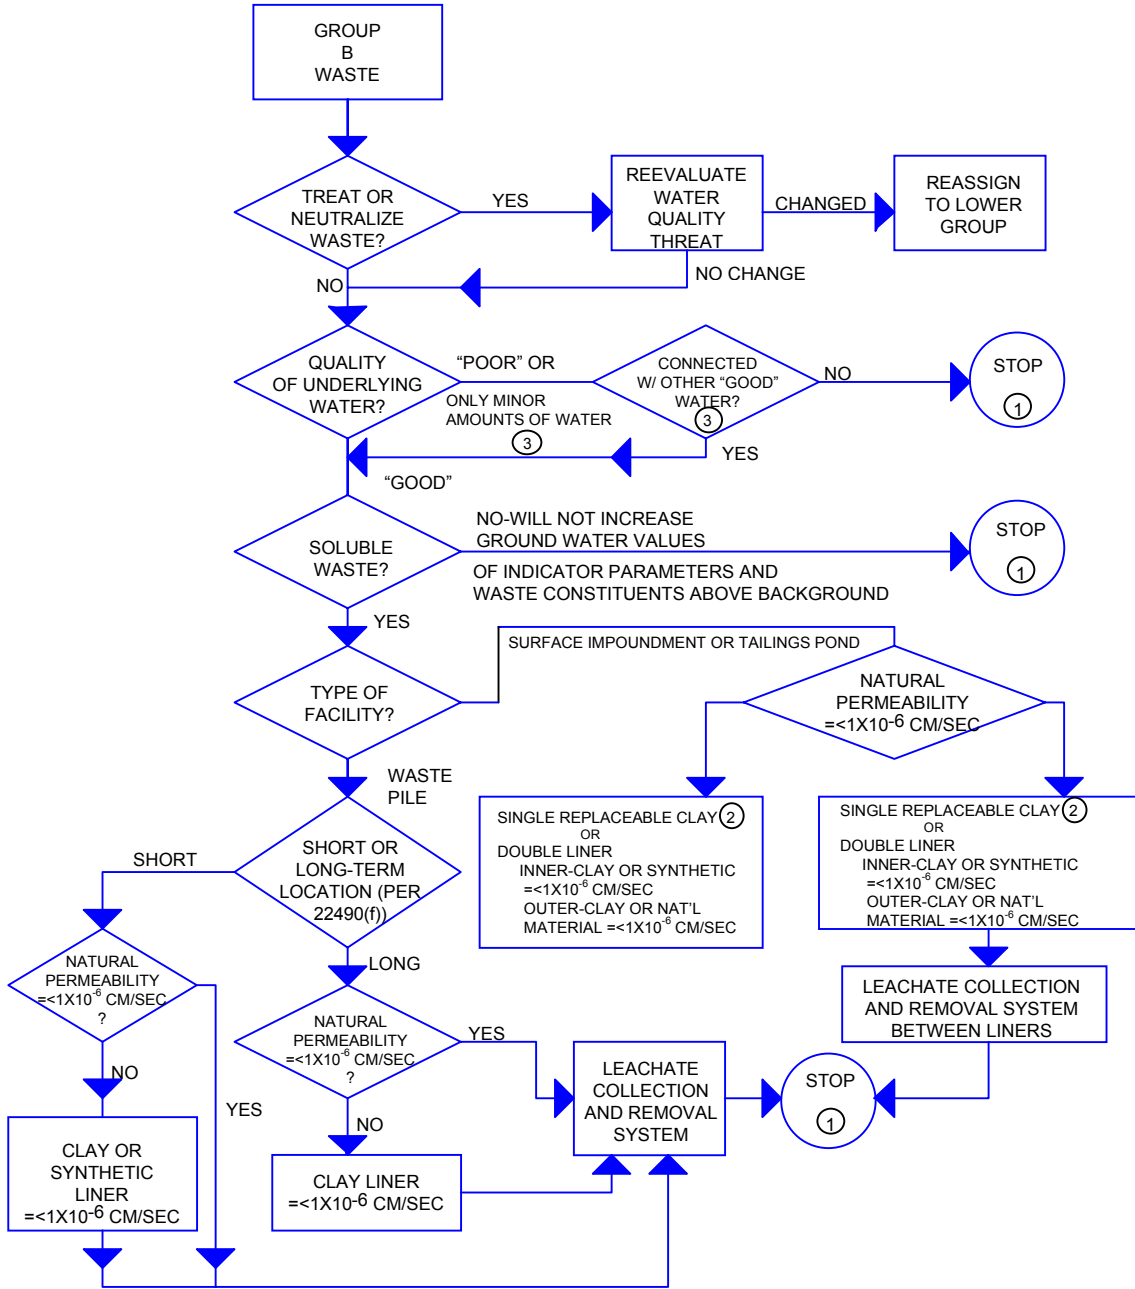 GROUP
B
WASTE
TREAT OR
NEUTRALIZE
WASTE?
YES
REEVALUATE
WATER
QUALITY
THREAT
CHANGED
REASSIGN
TO LOWER
GROUP
NO
NO CHANGE
QUALITY
OF UNDERLYING
WATER?
“POOR” OR
ONLY MINOR
AMOUNTS OF WATER
3
CONNECTED
W/ OTHER “GOOD”
WATER?
3
NO
STOP
1
YES
“GOOD”
SOLUBLE
WASTE?
NO-WILL NOT INCREASE
GROUND WATER VALUES
OF INDICATOR PARAMETERS AND
WASTE CONSTITUENTS ABOVE BACKGROUND
STOP
1
YES
TYPE OF
FACILITY?
SURFACE IMPOUNDMENT OR TAILINGS POND
NATURAL
PERMEABILITY
=<1X10-6 CM/SEC
WASTE
PILE
SINGLE REPLACEABLE CLAY 2
OR
DOUBLE LINER
INNER-CLAY OR SYNTHETIC
=<1X10-6 CM/SEC
OUTER-CLAY OR NAT'L
MATERIAL =<1X10-6 CM/SEC
SINGLE REPLACEABLE CLAY 2
OR
DOUBLE LINER
INNER-CLAY OR SYNTHETIC
=<1X10-6 CM/SEC
OUTER-CLAY OR NAT'L
MATERIAL =<1X10-6 CM/SEC
SHORT OR
LONG-TERM
LOCATION (PER
22490(f))
SHORT
LONG
NATURAL
PERMEABILITY
=<1X10-6 CM/SEC
?
NO
YES
CLAY OR
SYNTHETIC
LINER
=<1X10-6 CM/SEC
NATURAL
PERMEABILITY
=<1X10-6 CM/SEC
?
YES
NO
CLAY LINER
=<1X10-6 CM/SEC
LEACHATE
COLLECTION
AND REMOVAL
SYSTEM
LEACHATE COLLECTION
AND REMOVAL SYSTEM
BETWEEN LINERS
STOP
1